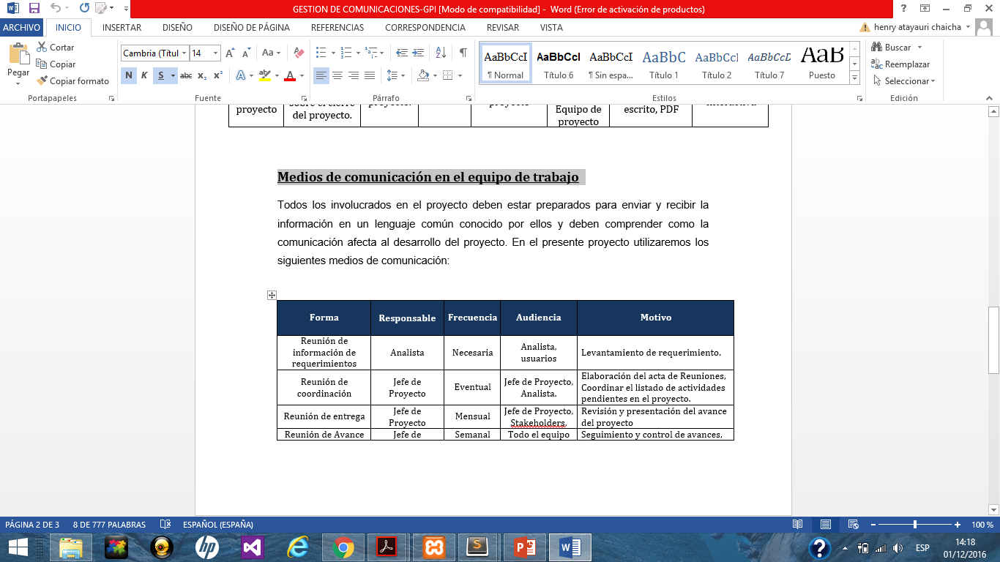 GESTION DE COMUNICACIONES-GPI [Modo de compatibilidad] - Word (Error de activación de productos)
ARCHIVO INICIO INSERTAR DISEÑO DISEÑO DE PÁGINA REFERENCIAS CORRESPONDENCIA REVISAR VISTA henry atayauri chaicha
Pegar
Cortar
Copiar
Copiar formato
Portapapeles
Cambria (Títul 14
N K S abc x₂ x²
Fuente
Párrafo
AaBbCcI AaBbCcI AaBbCcI AaBbC AaBbCcI AaBbCcD AaB
¶ Normal Título 6 ¶ Sin espa... Título 1 Título 2 Título 7 Puesto
Estilos
Buscar
Reemplazar
Seleccionar
Edición
proyecto
sobre el cierre
del proyecto.
proyecto.
proyecto
Equipo de
proyecto
escrito, PDF
interactiva
Medios de comunicación en el equipo de trabajo
Todos los involucrados en el proyecto deben estar preparados para enviar y recibir la
información en un lenguaje común conocido por ellos y deben comprender como la
comunicación afecta al desarrollo del proyecto. En el presente proyecto utilizaremos los
siguientes medios de comunicación:
Forma Responsable Frecuencia Audiencia Motivo
Reunión de
información de
requerimientos
Analista
Necesaria
Analista,
usuarios
Levantamiento de requerimiento.
Reunión de
coordinación
Jefe de
Proyecto
Eventual
Jefe de Proyecto,
Analista.
Elaboración del acta de Reuniones,
Coordinar el listado de actividades
pendientes en el proyecto.
Reunión de entrega
Jefe de
Proyecto
Mensual
Jefe de Proyecto,
Stakeholders,
Revisión y presentación del avance
del proyecto
Reunión de Avance
Jefe de
Semanal
Todo el equipo
Seguimiento y control de avances,
PÁGINA 2 DE 3 8 DE 777 PALABRAS ESPAÑOL (ESPAÑA) 100 %
ESP
14:18
01/12/2016